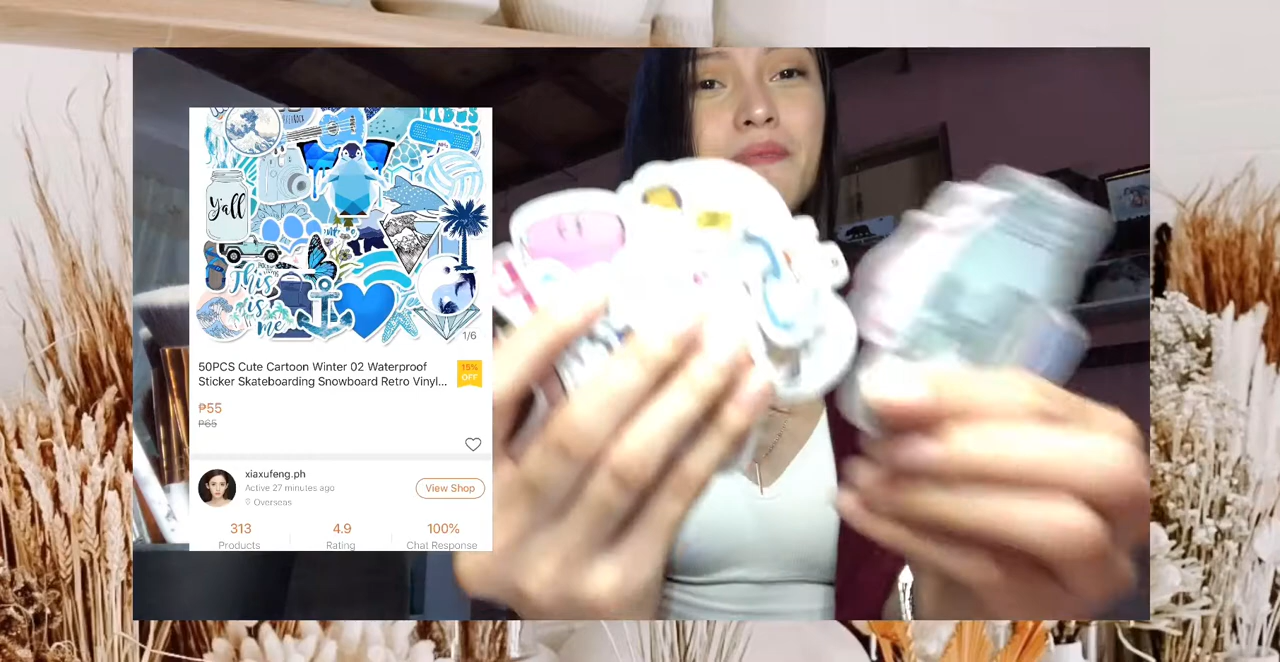 Y'all
This
is
me
1/6
50PCS Cute Cartoon Winter 02 Waterproof
Sticker Skateboarding Snowboard Retro Vinyl...
15%
OFF
₱55
₱65
xiaxufeng.ph
Active 27 minutes ago
View Shop
Overseas
313
4.9
100%
Products
Rating
Chat Response